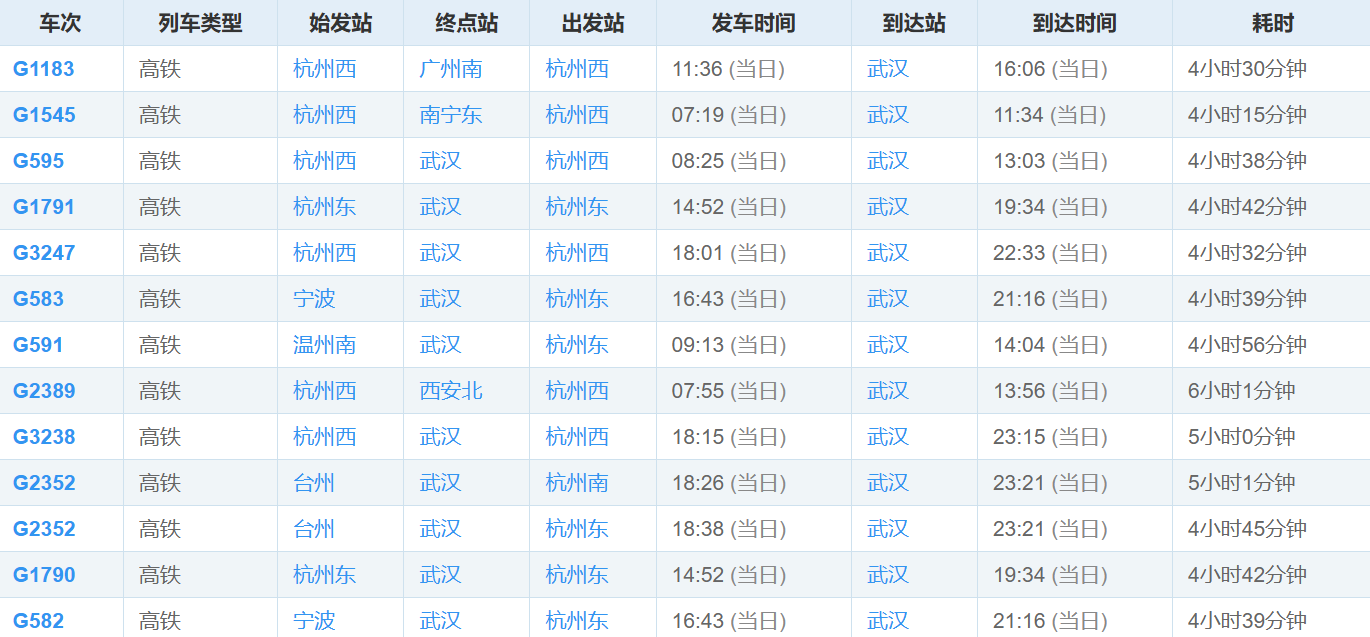 车次 列车类型 始发站 终点站 出发站 发车时间 到达站 到达时间 耗时
G1183 高铁 杭州西 广州南 杭州西 11:36 (当日) 武汉 16:06 (当日) 4小时30分钟
G1545 高铁 杭州西 南宁东 杭州西 07:19 (当日) 武汉 11:34 (当日) 4小时15分钟
G595 高铁 杭州西 武汉 杭州西 08:25 (当日) 武汉 13:03 (当日) 4小时38分钟
G1791 高铁 杭州东 武汉 杭州东 14:52 (当日) 武汉 19:34 (当日) 4小时42分钟
G3247 高铁 杭州西 武汉 杭州西 18:01 (当日) 武汉 22:33 (当日) 4小时32分钟
G583 高铁 宁波 武汉 杭州东 16:43 (当日) 武汉 21:16 (当日) 4小时39分钟
G591 高铁 温州南 武汉 杭州东 09:13 (当日) 武汉 14:04 (当日) 4小时56分钟
G2389 高铁 杭州西 西安北 杭州西 07:55 (当日) 武汉 13:56 (当日) 6小时1分钟
G3238 高铁 杭州西 武汉 杭州西 18:15 (当日) 武汉 23:15 (当日) 5小时0分钟
G2352 高铁 台州 武汉 杭州南 18:26 (当日) 武汉 23:21 (当日) 5小时1分钟
G2352 高铁 台州 武汉 杭州东 18:38 (当日) 武汉 23:21 (当日) 4小时45分钟
G1790 高铁 杭州东 武汉 杭州东 14:52 (当日) 武汉 19:34 (当日) 4小时42分钟
G582 高铁 宁波 武汉 杭州东 16:43 (当日) 武汉 21:16 (当日) 4小时39分钟